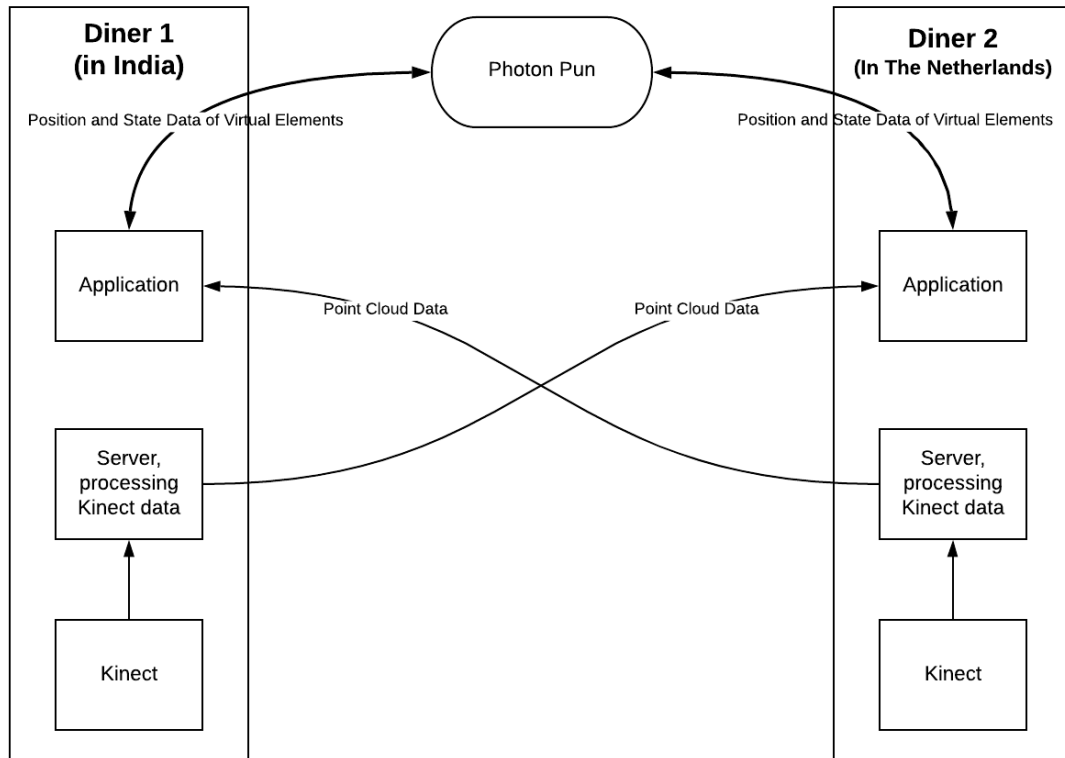 Diner 1
(in India)
Photon Pun
Diner 2
(In The Netherlands)
Position and State Data of Virtual Elements
Position and State Data of Virtual Elements
Application
Point Cloud Data
Point Cloud Data
Application
Server,
processing
Kinect data
Server,
processing
Kinect data
Kinect
Kinect